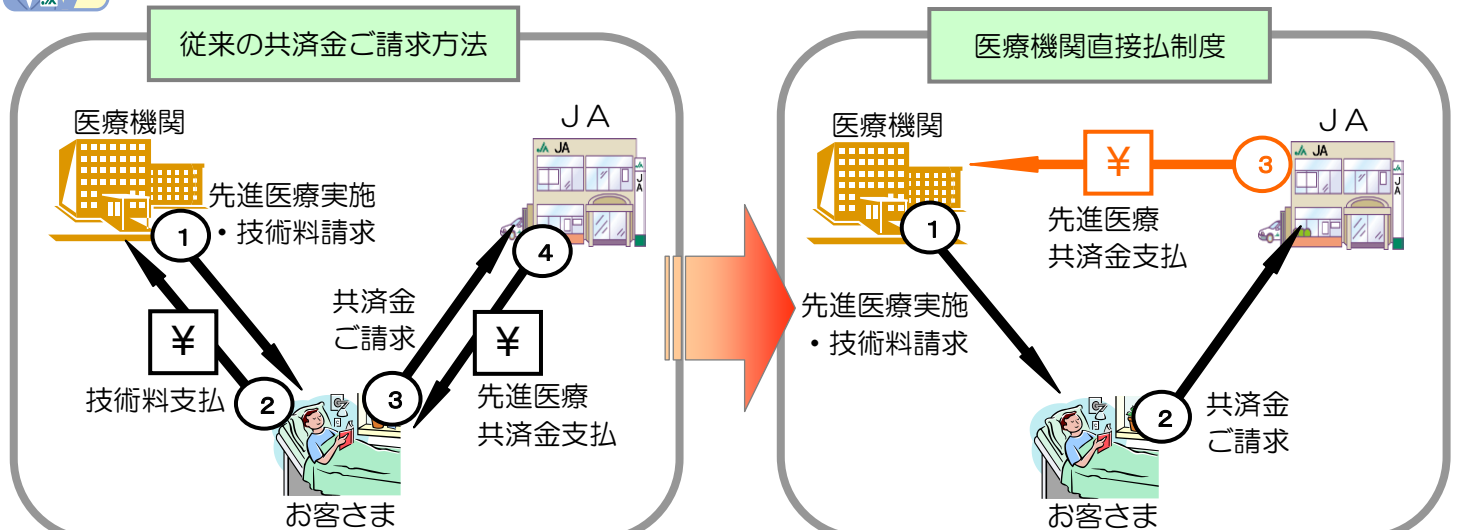 従来の共済金ご請求方法
医療機関
JA
JA JA
JA
先進医療実施
・技術料請求
1
4
共済金
ご請求
¥
¥
技術料支払
2
3
先進医療
共済金支払
お客さま
医療機関直接払制度
医療機関
JA
JA JA
JA
¥
3
先進医療
共済金支払
1
先進医療実施
・技術料請求
2
共済金
ご請求
お客さま